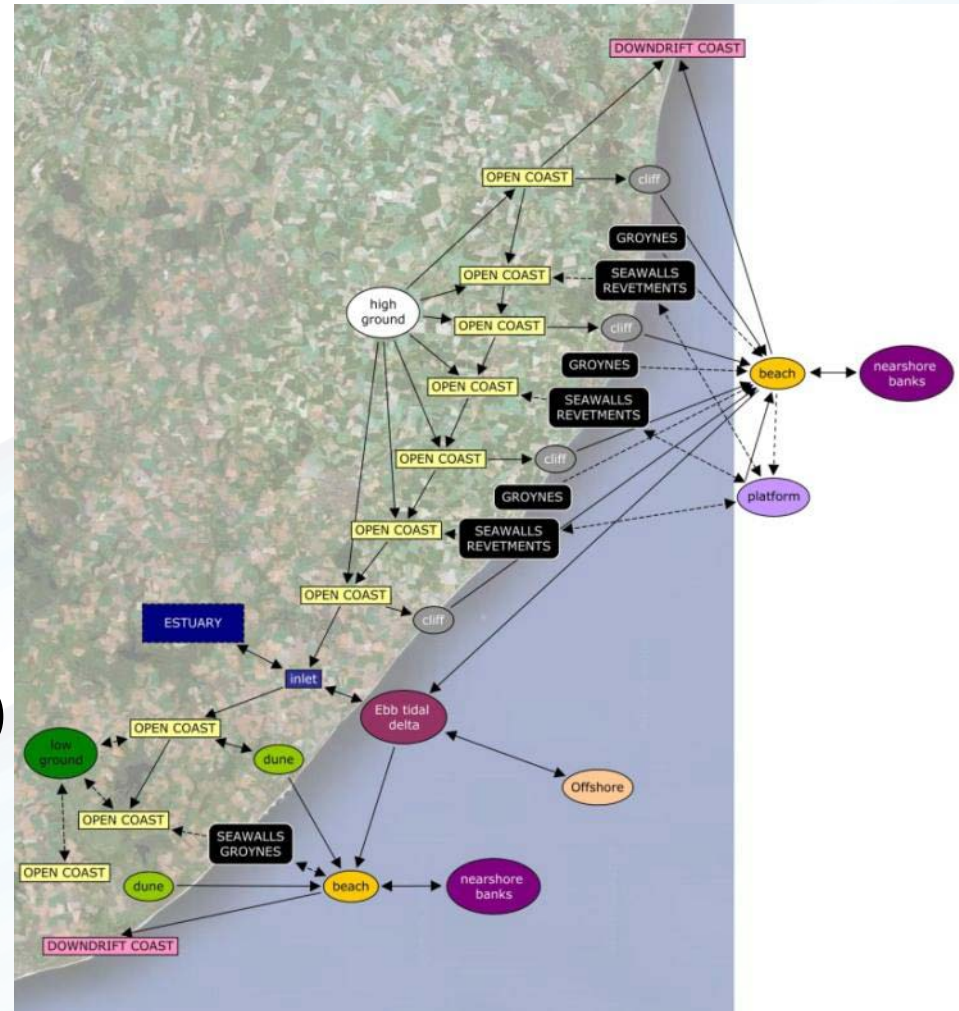 DOWNDRIFT COAST
OPEN COAST
cliff
GROYNES
OPEN COAST
SEAWALLS
REVETMENTS
high
ground
OPEN COAST
cliff
GROYNES
beach
nearshore
banks
OPEN COAST
SEAWALLS
REVETMENTS
OPEN COAST
cliff
GROYNES
platform
OPEN COAST
SEAWALLS
REVETMENTS
OPEN COAST
cliff
ESTUARY
inlet
Ebb tidal
delta
OPEN COAST
low
ground
dune
Offshore
OPEN COAST
SEAWALLS
GROYNES
OPEN COAST
dune
beach
nearshore
banks
DOWNDRIFT COAST